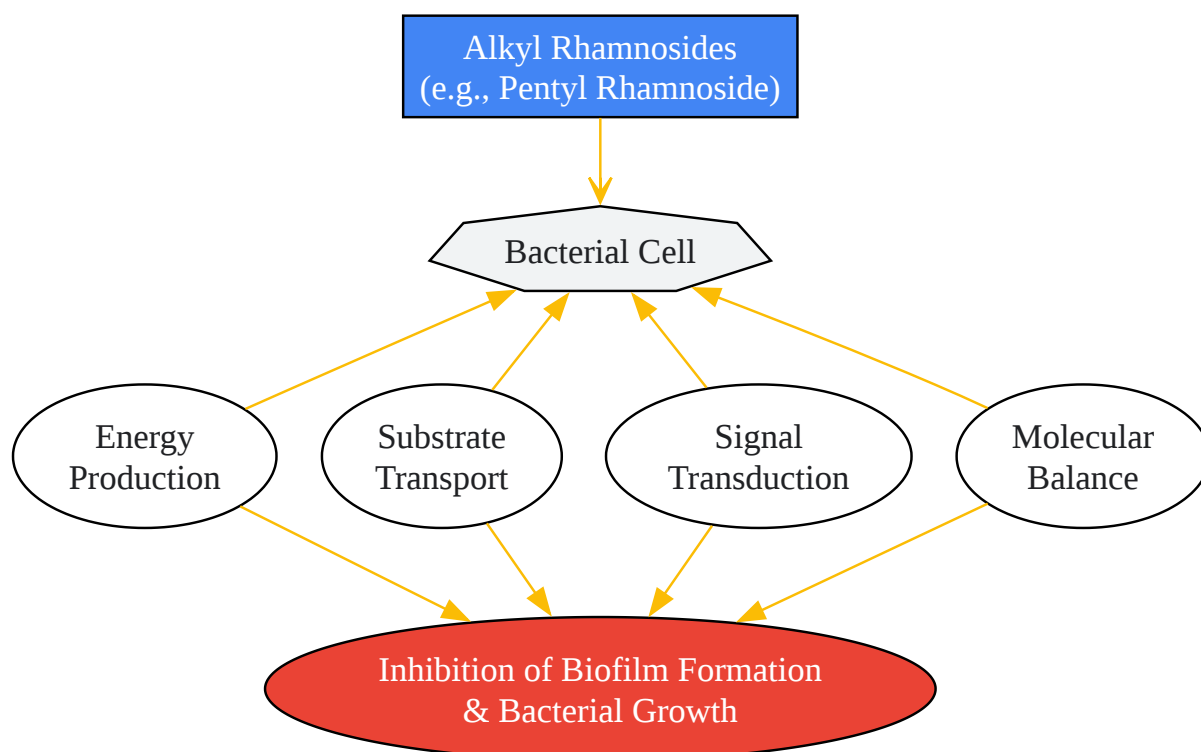 Alkyl Rhamnosides
(e.g., Pentyl Rhamnoside)
Bacterial Cell
Energy
Production
Substrate
Transport
Signal
Transduction
Molecular
Balance
Inhibition of Biofilm Formation
& Bacterial Growth